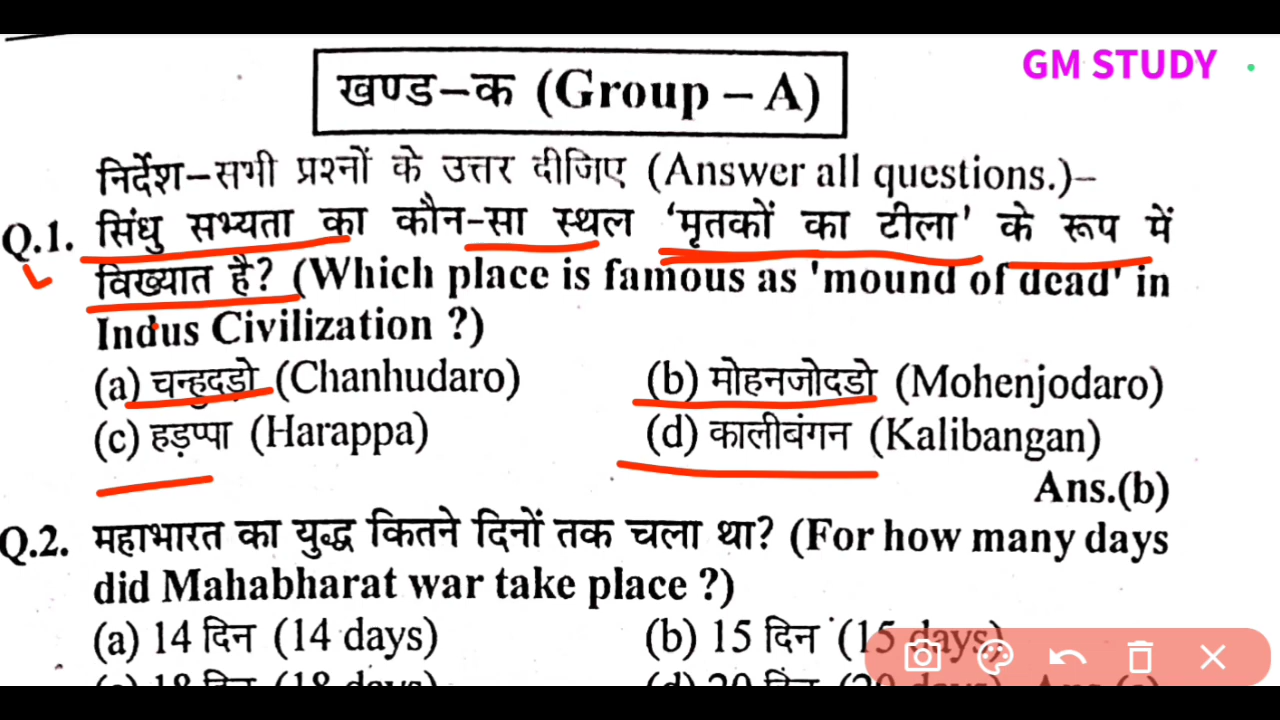 GM STUDY
खण्ड-क (Group – A)
निर्देश–सभी प्रश्नों के उत्तर दीजिए (Answer all questions.)–
Q.1. सिंधु सभ्यता का कौन-सा स्थल 'मृतकों का टीला' के रूप में
विख्यात है? (Which place is famous as 'mound of dead' in
Indus Civilization ?)
(a) चन्हुदड़ो (Chanhudaro) (b) मोहनजोदडो (Mohenjodaro)
(c) हड़प्पा (Harappa) (d) कालीबंगन (Kalibangan)
Ans.(b)
Q.2. महाभारत का युद्ध कितने दिनों तक चला था? (For how many days
did Mahabharat war take place ?)
(a) 14 दिन (14 days) (b) 15 दिन (15 days)